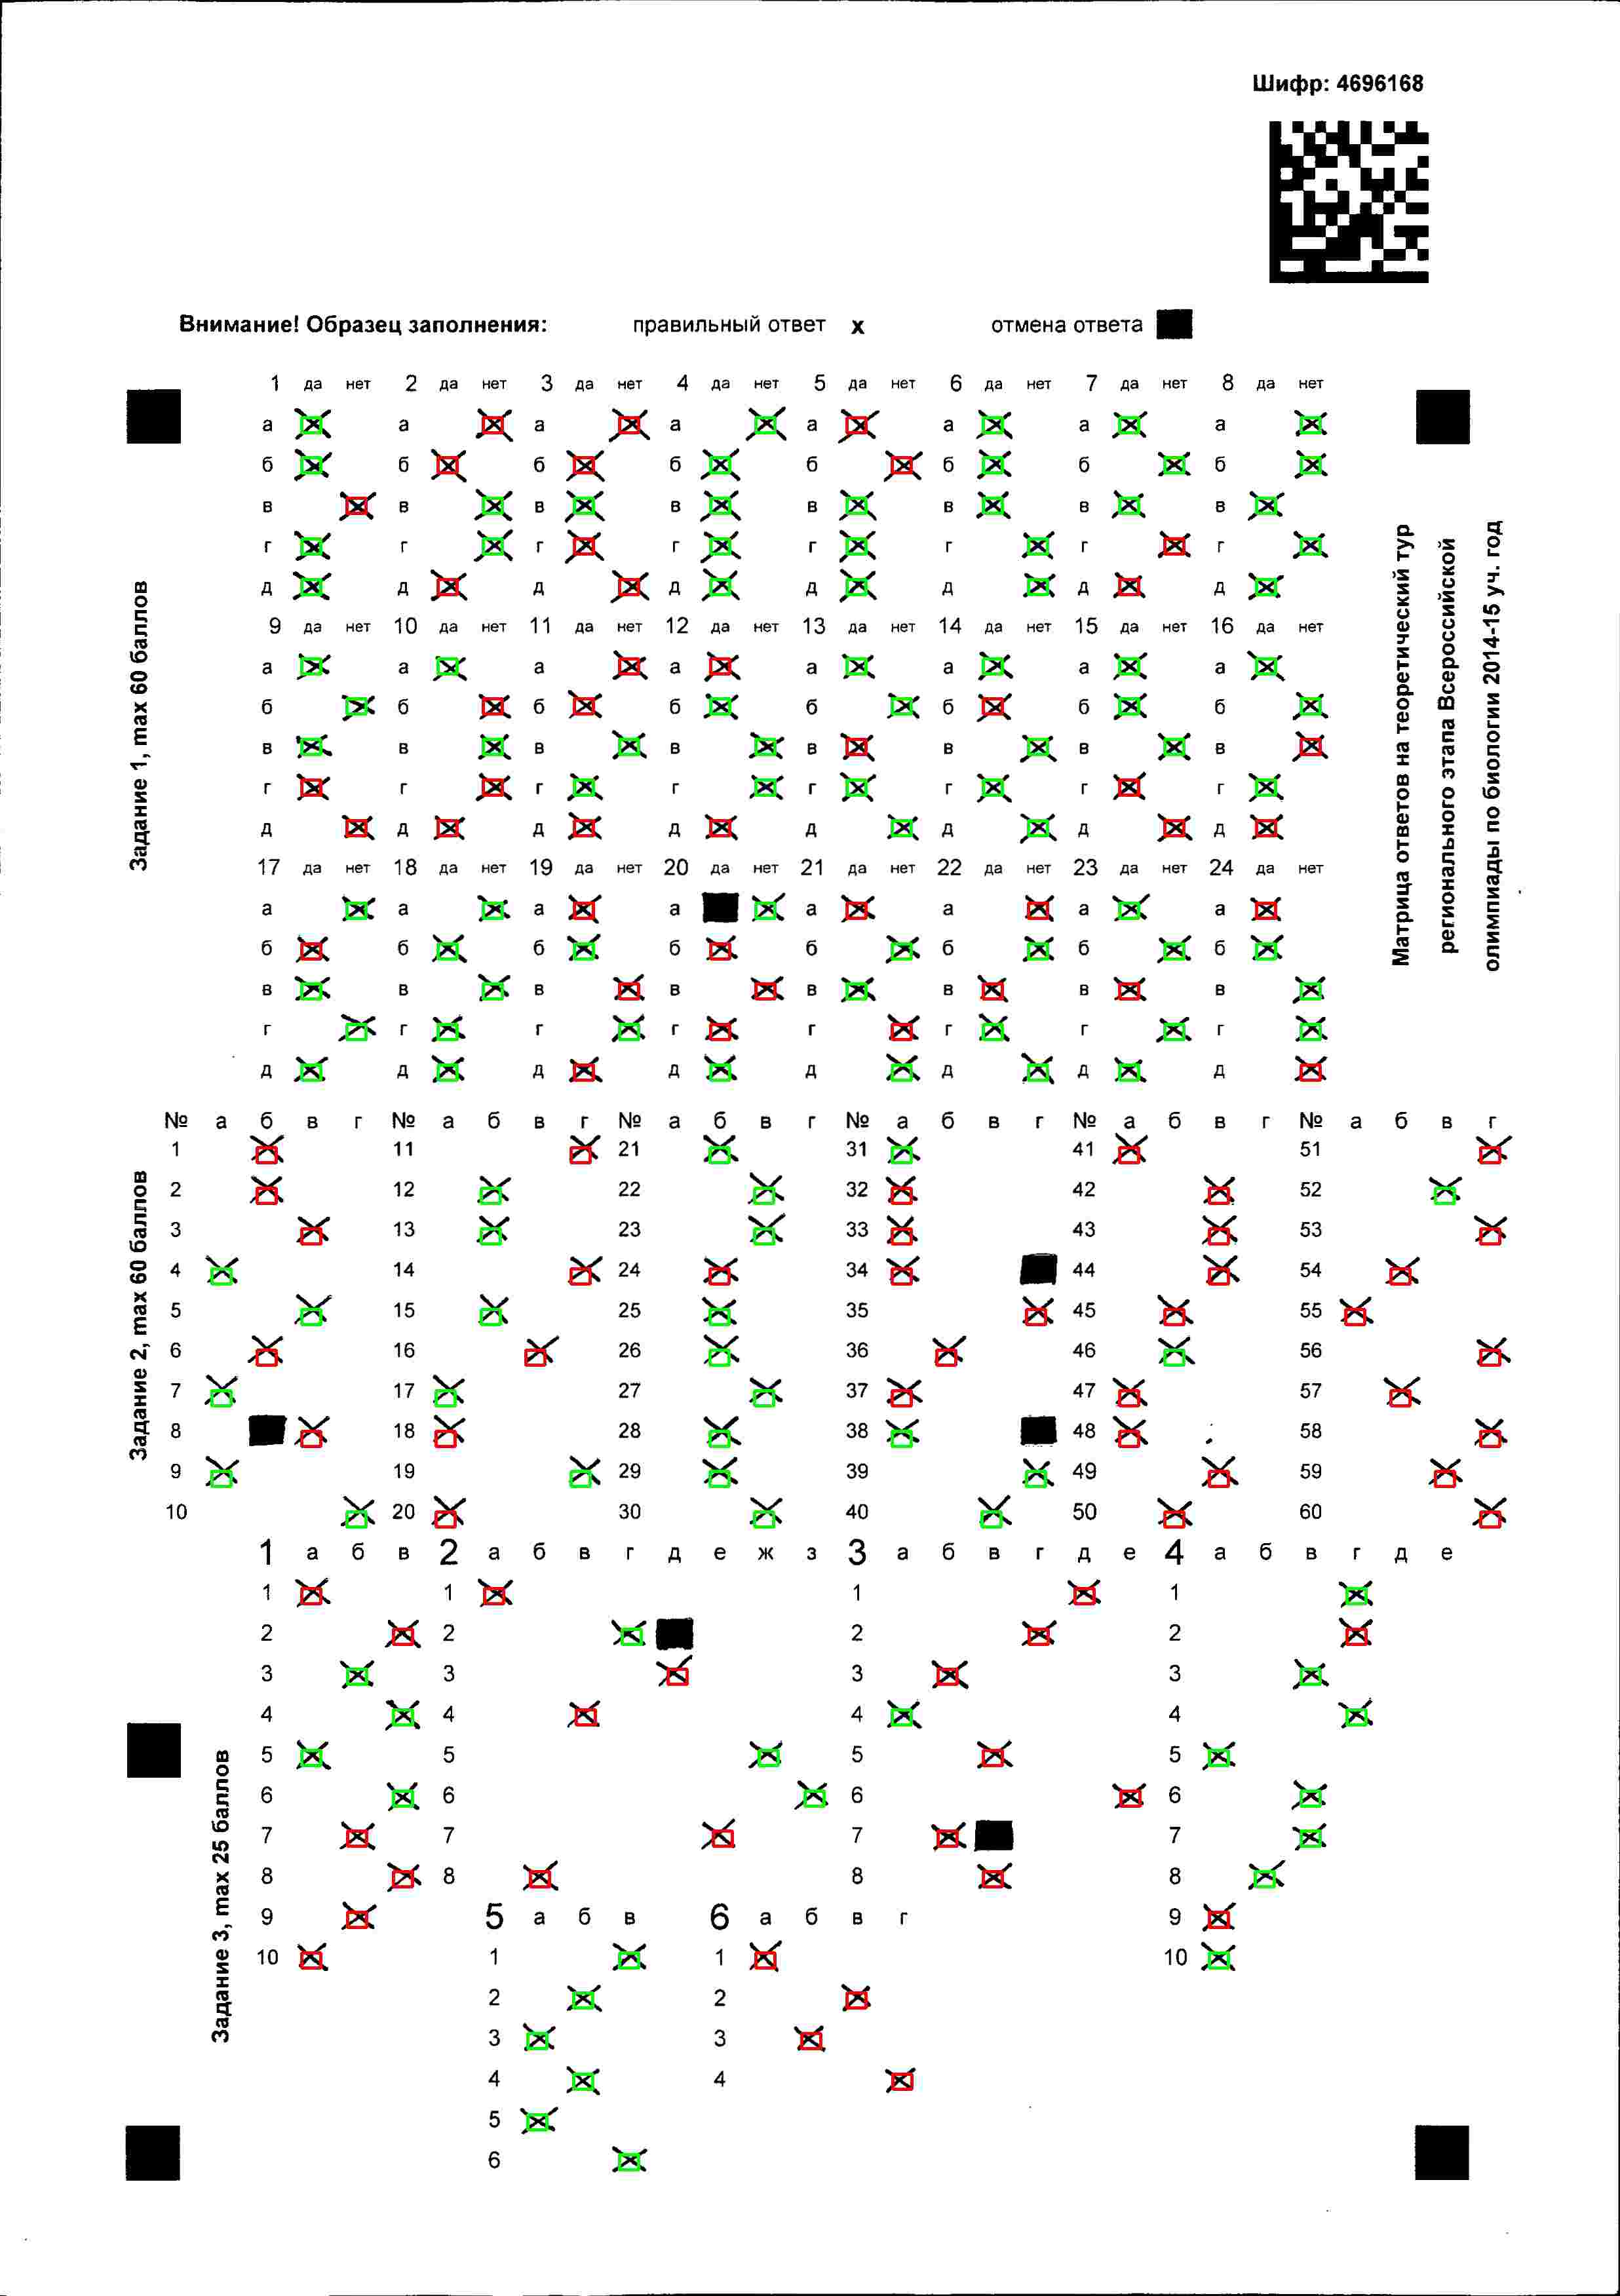 Шифр: 4696168
Внимание! Образец заполнения: правильный ответ x отмена ответа
Задание 1, max 60 баллов
1 да нет 2 да нет 3 да нет 4 да нет 5 да нет 6 да нет 7 да нет 8 да нет
а а а а а а а а
б б б б б б б б
в в в в в в в в
г г г г г г г г
д д д д д д д д
9 да нет 10 да нет 11 да нет 12 да нет 13 да нет 14 да нет 15 да нет 16 да нет
а а а а а а а а
б б б б б б б б
в в в в в в в в
г г г г г г г г
д д д д д д д д
17 да нет 18 да нет 19 да нет 20 да нет 21 да нет 22 да нет 23 да нет 24 да нет
а а а а а а а а
б б б б б б б б
в в в в в в в в
г г г г г г г г
д д д д д д д д
Матрица ответов на теоретический тур
регионального этапа Всероссийской
олимпиады по биологии 2014-15 уч. год
Задание 2, max 60 баллов
№ а б в г № а б в г № а б в г № а б в г № а б в г № а б в г
1 11 21 31 41 51
2 12 22 32 42 52
3 13 23 33 43 53
4 14 24 34 44 54
5 15 25 35 45 55
6 16 26 36 46 56
7 17 27 37 47 57
8 18 28 38 48 58
9 19 29 39 49 59
10 20 30 40 50 60
Задание 3, max 25 баллов
1 а б в 2 а б в г д е ж з 3 а б в г д е 4 а б в г д е
1 1 1 1
2 2 2 2
3 3 3 3
4 4 4 4
5 5 5 5
6 6 6 6
7 7 7 7
8 8 8 8
9 5 а б в 6 а б в г 9
10 1 1 10
2 2
3 3
4 4
5
6